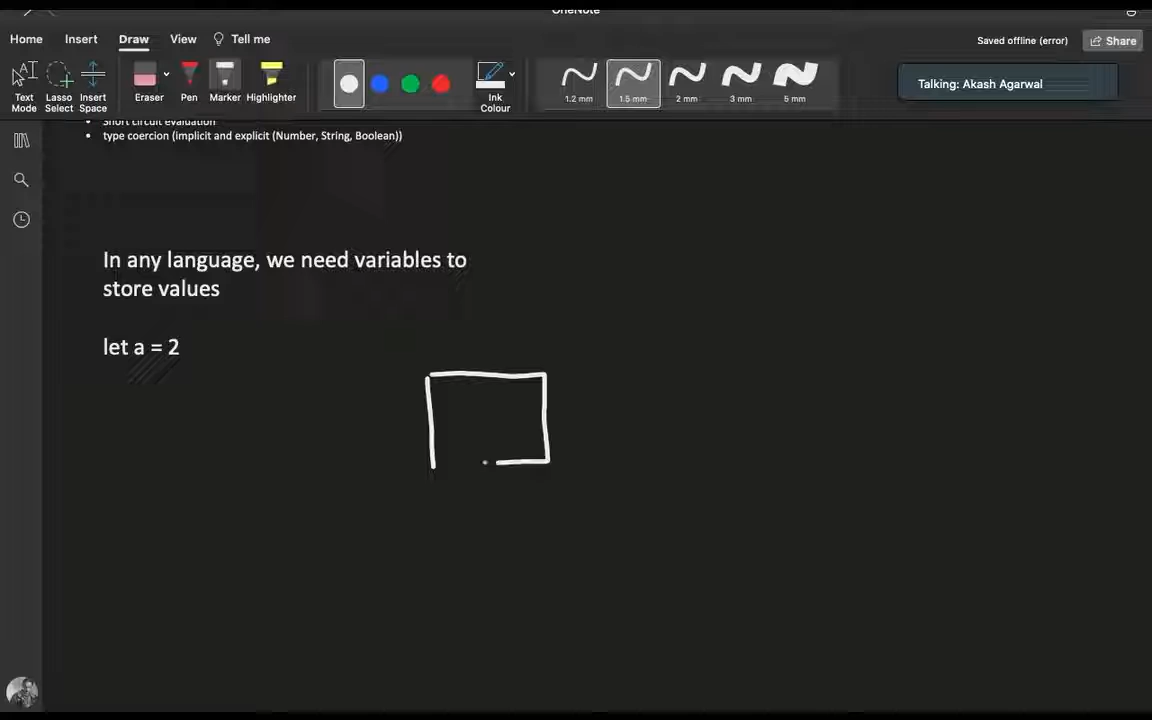 OneNote
Home Insert Draw View Tell me
Saved offline (error) Share
Text Mode
Lasso Select
Insert Space
Eraser
Pen
Marker
Highlighter
Ink Colour
1.2 mm 1.5 mm 2 mm 3 mm 5 mm
Talking: Akash Agarwal
Short circuit evaluation
type coercion (implicit and explicit (Number, String, Boolean))
In any language, we need variables to
store values
let a = 2